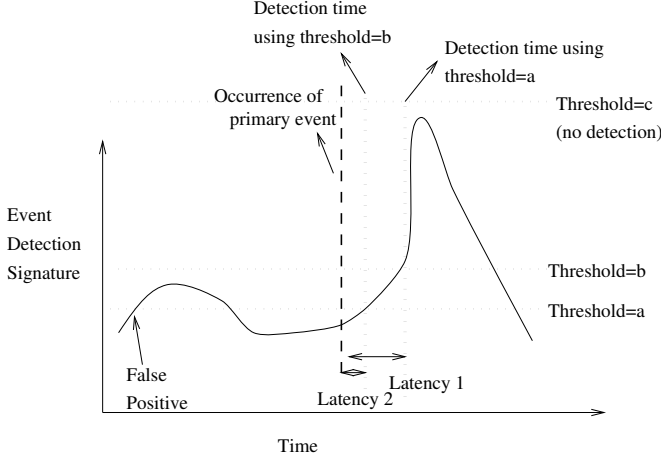 Detection time
using threshold=b
Detection time using
threshold=a
Occurrence of
primary event
Threshold=c
(no detection)
Event
Detection
Signature
Threshold=b
Threshold=a
False
Positive
Latency 1
Latency 2
Time